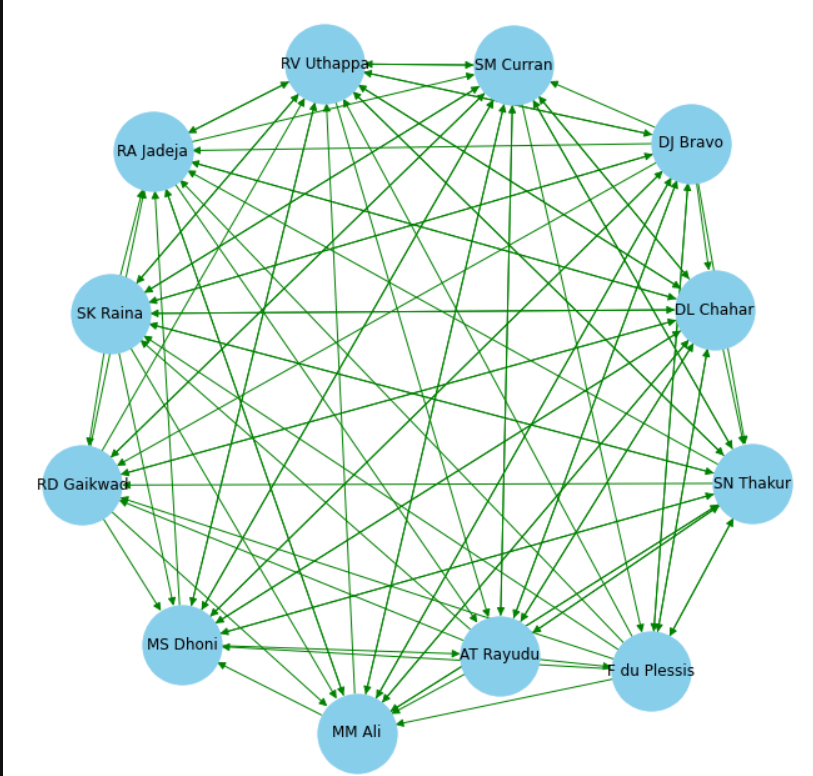 RV Uthappa
SM Curran
DJ Bravo
RA Jadeja
DL Chahar
SK Raina
SN Thakur
RD Gaikwad
MS Dhoni
AT Rayudu
F du Plessis
MM Ali